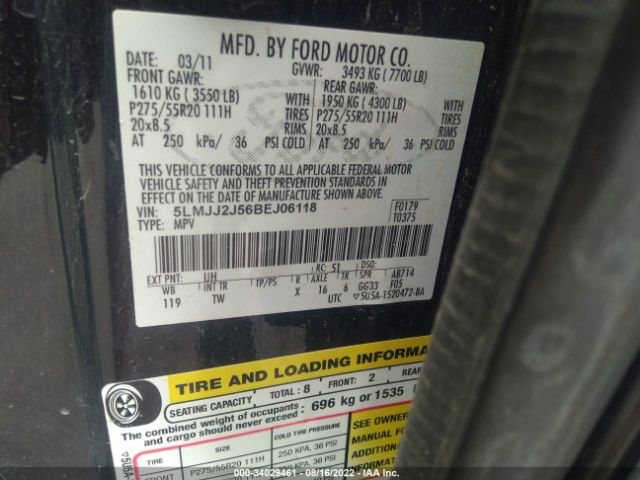 MFD. BY FORD MOTOR CO.
DATE: 03/11
GVWR: 3493 KG (7700 LB)
FRONT GAWR:
REAR GAWR:
1610 KG (3550 LB) WITH
1950 KG (4300 LB) WITH
P275/55R20 111H TIRES
P275/55R20 111H TIRES
20x8.5 RIMS
20x8.5 RIMS
AT 250 kPa/ 36 PSI COLD
AT 250 kPa/ 36 PSI COLD
THIS VEHICLE CONFORMS TO ALL APPLICABLE FEDERAL MOTOR
VEHICLE SAFETY AND THEFT PREVENTION STANDARDS IN
EFFECT ON THE DATE OF MANUFACTURE SHOWN ABOVE.
VIN: 5LMJJ2J56BEJ06118
TYPE: MPV
F0179
T0375
EXT PNT: UH RC: 51 DSO:
WB INT TR TP/PS R AXLE TR SPR AB714
119 TW X 16 6 GG33 F05
UTC 5U5A-1520472-BA
TIRE AND LOADING INFORMA
SEATING CAPACITY TOTAL: 8 FRONT: 2 REAR
The combined weight of occupants
and cargo should never exceed: 696 kg or 1535
TIRE SIZE COLD TIRE PRESSURE
FRONT P275/55R20 111H 250 KPA, 36 PSI
SEE OWNER
MANUAL FO
ADDITIONAL
INFORMAT
© IAA 00-34029461 08/16/2022 - 4:44 PM